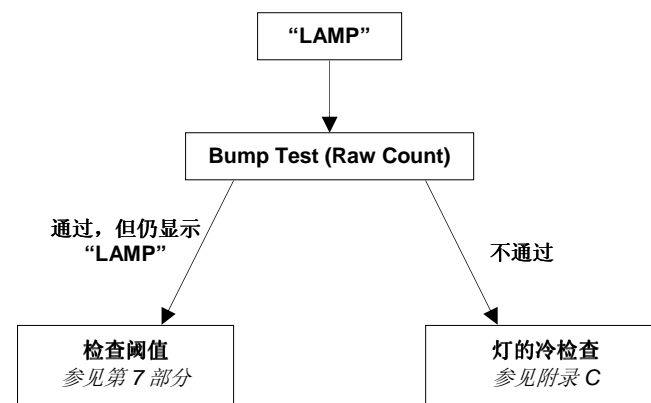 “LAMP”
Bump Test (Raw Count)
通过，但仍显示
“LAMP”
不通过
检查阈值
参见第 7 部分
灯的冷检查
参见附录 C